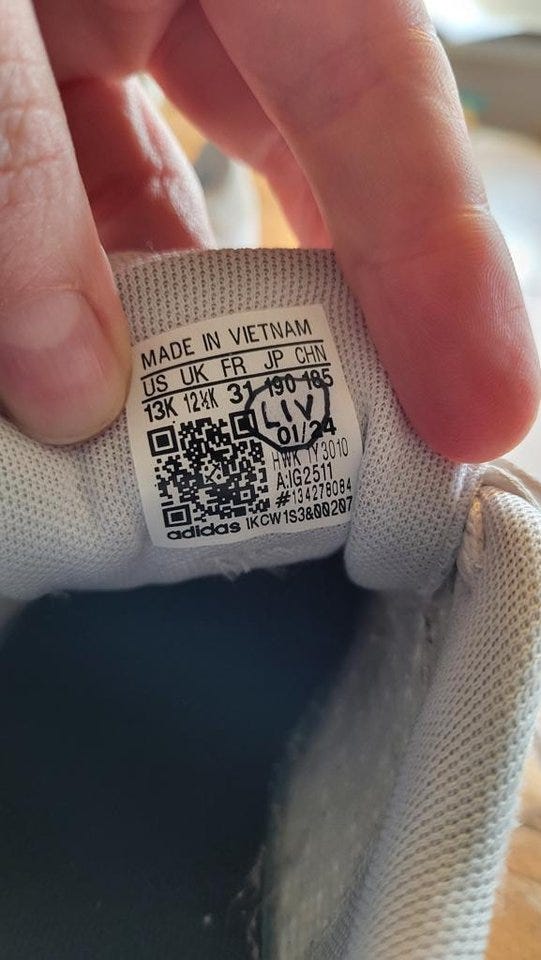 MADE IN VIETNAM
US UK FR JP CHN
13K 12½K 31 190 185
LIV
01/24
HWK 1Y3010
A:IG2511
#134278084
adidas IKCW1S3&00207